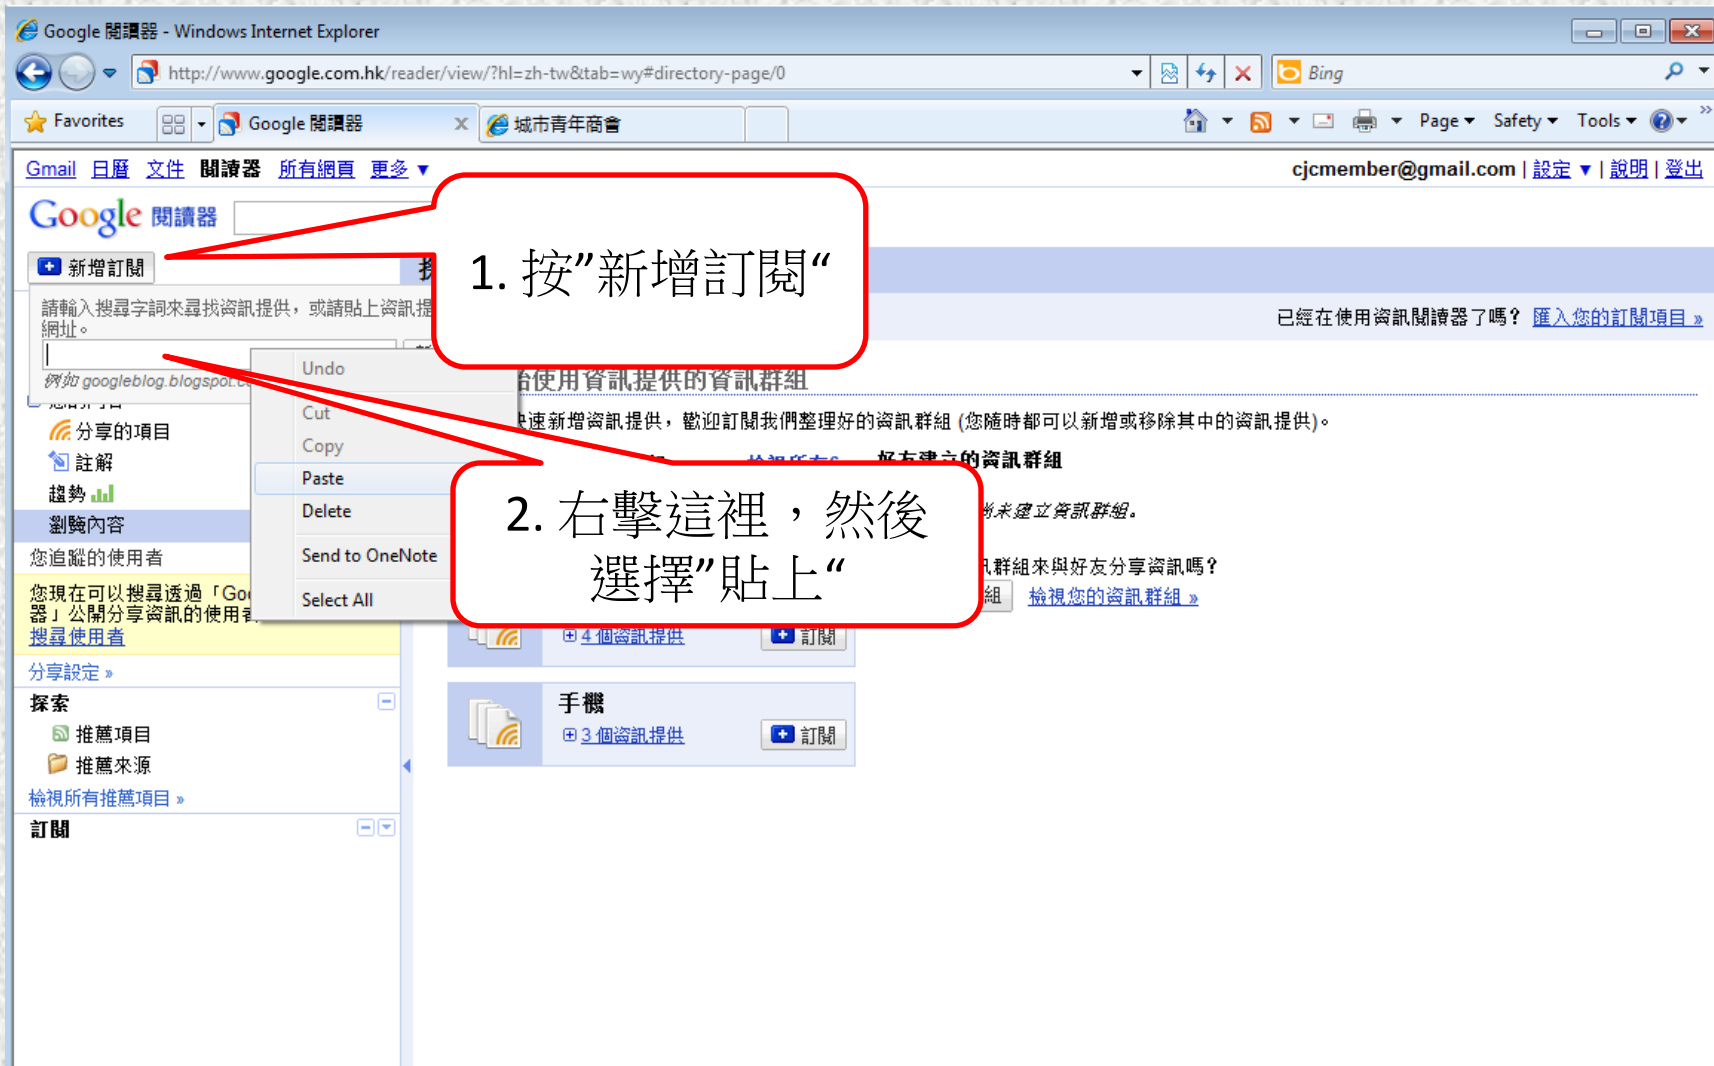 Google 閱讀器 - Windows Internet Explorer
http://www.google.com.hk/reader/view/?hl=zh-tw&tab=wy#directory-page/0
Bing
Favorites
Google 閱讀器
城市青年商會
Page
Safety
Tools
Gmail 日曆 文件 閱讀器 所有網頁 更多 ▼
cjcmember@gmail.com | 設定 ▼ | 說明 | 登出
Google 閱讀器
新增訂閱
1. 按”新增訂閱“
請輸入搜尋字詞來尋找資訊提供，或請貼上資訊提
網址。
已經在使用資訊閱讀器了嗎？ 匯入您的訂閱項目 »
例如 googleblog.blogspot.c
Undo
Cut
Copy
Paste
Delete
Send to OneNote
Select All
使用資訊提供的資訊群組
速新增資訊提供，歡迎訂閱我們整理好的資訊群組 (您隨時都可以新增或移除其中的資訊提供)。
分享的項目
註解
趨勢
瀏覽內容
好友建立的資訊群組
尚未建立資訊群組。
2. 右擊這裡，然後
選擇”貼上“
群組來與好友分享資訊嗎？
組
檢視您的資訊群組 »
您追蹤的使用者
您現在可以搜尋透過「Goo
器」公開分享資訊的使用者
搜尋使用者
分享設定 »
4 個資訊提供
訂閱
手機
3 個資訊提供
訂閱
探索
推薦項目
推薦來源
檢視所有推薦項目 »
訂閱